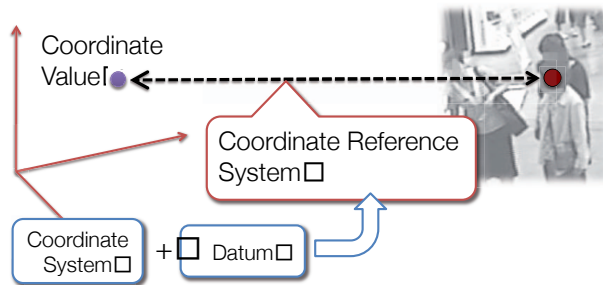 Coordinate
Value
Coordinate Reference
System□
Coordinate
System□
+□
Datum□